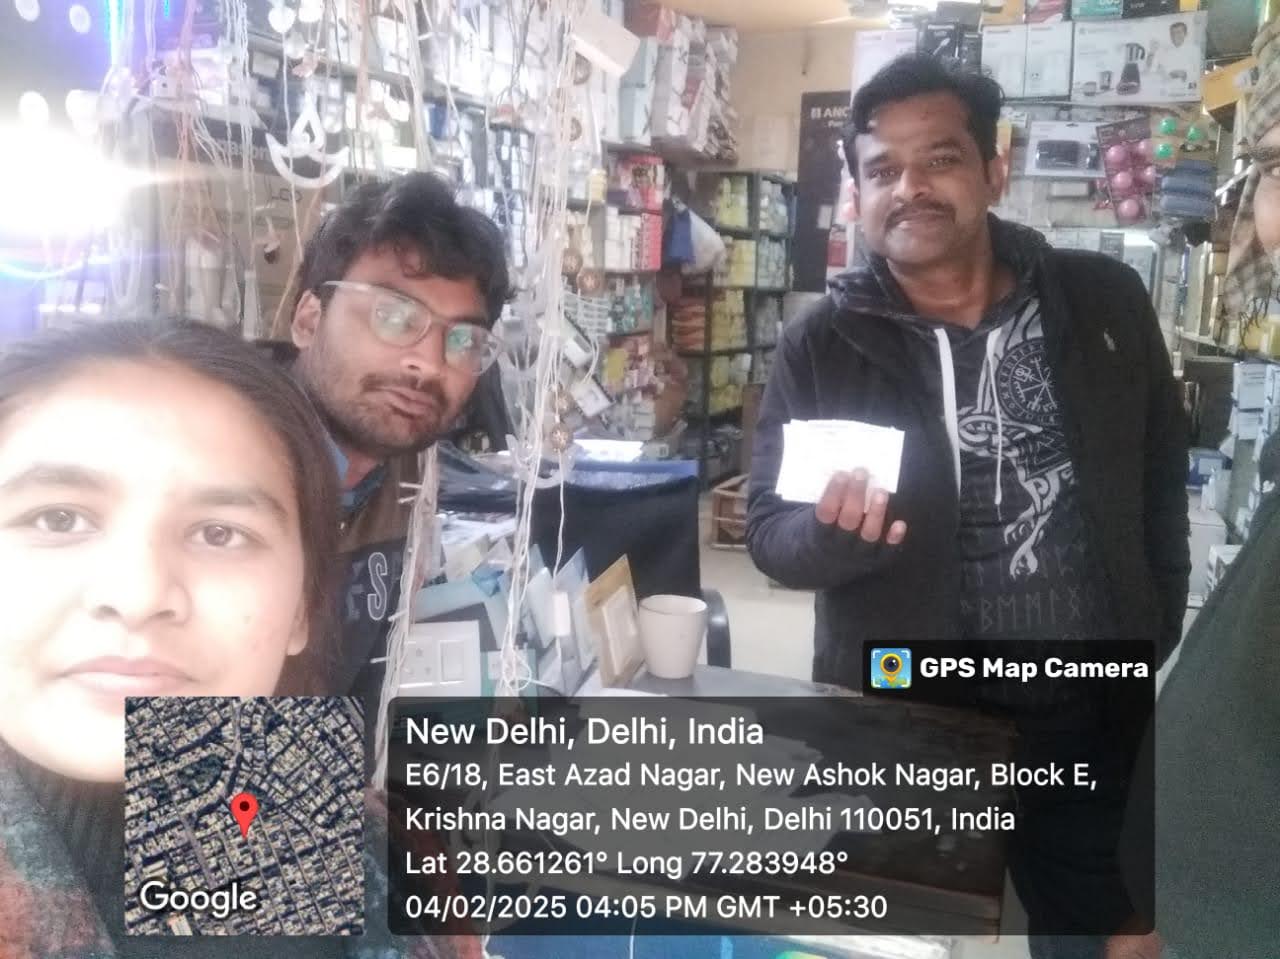 ANC
GPS Map Camera
New Delhi, Delhi, India
E6/18, East Azad Nagar, New Ashok Nagar, Block E,
Krishna Nagar, New Delhi, Delhi 110051, India
Lat 28.661261° Long 77.283948°
04/02/2025 04:05 PM GMT +05:30
Google